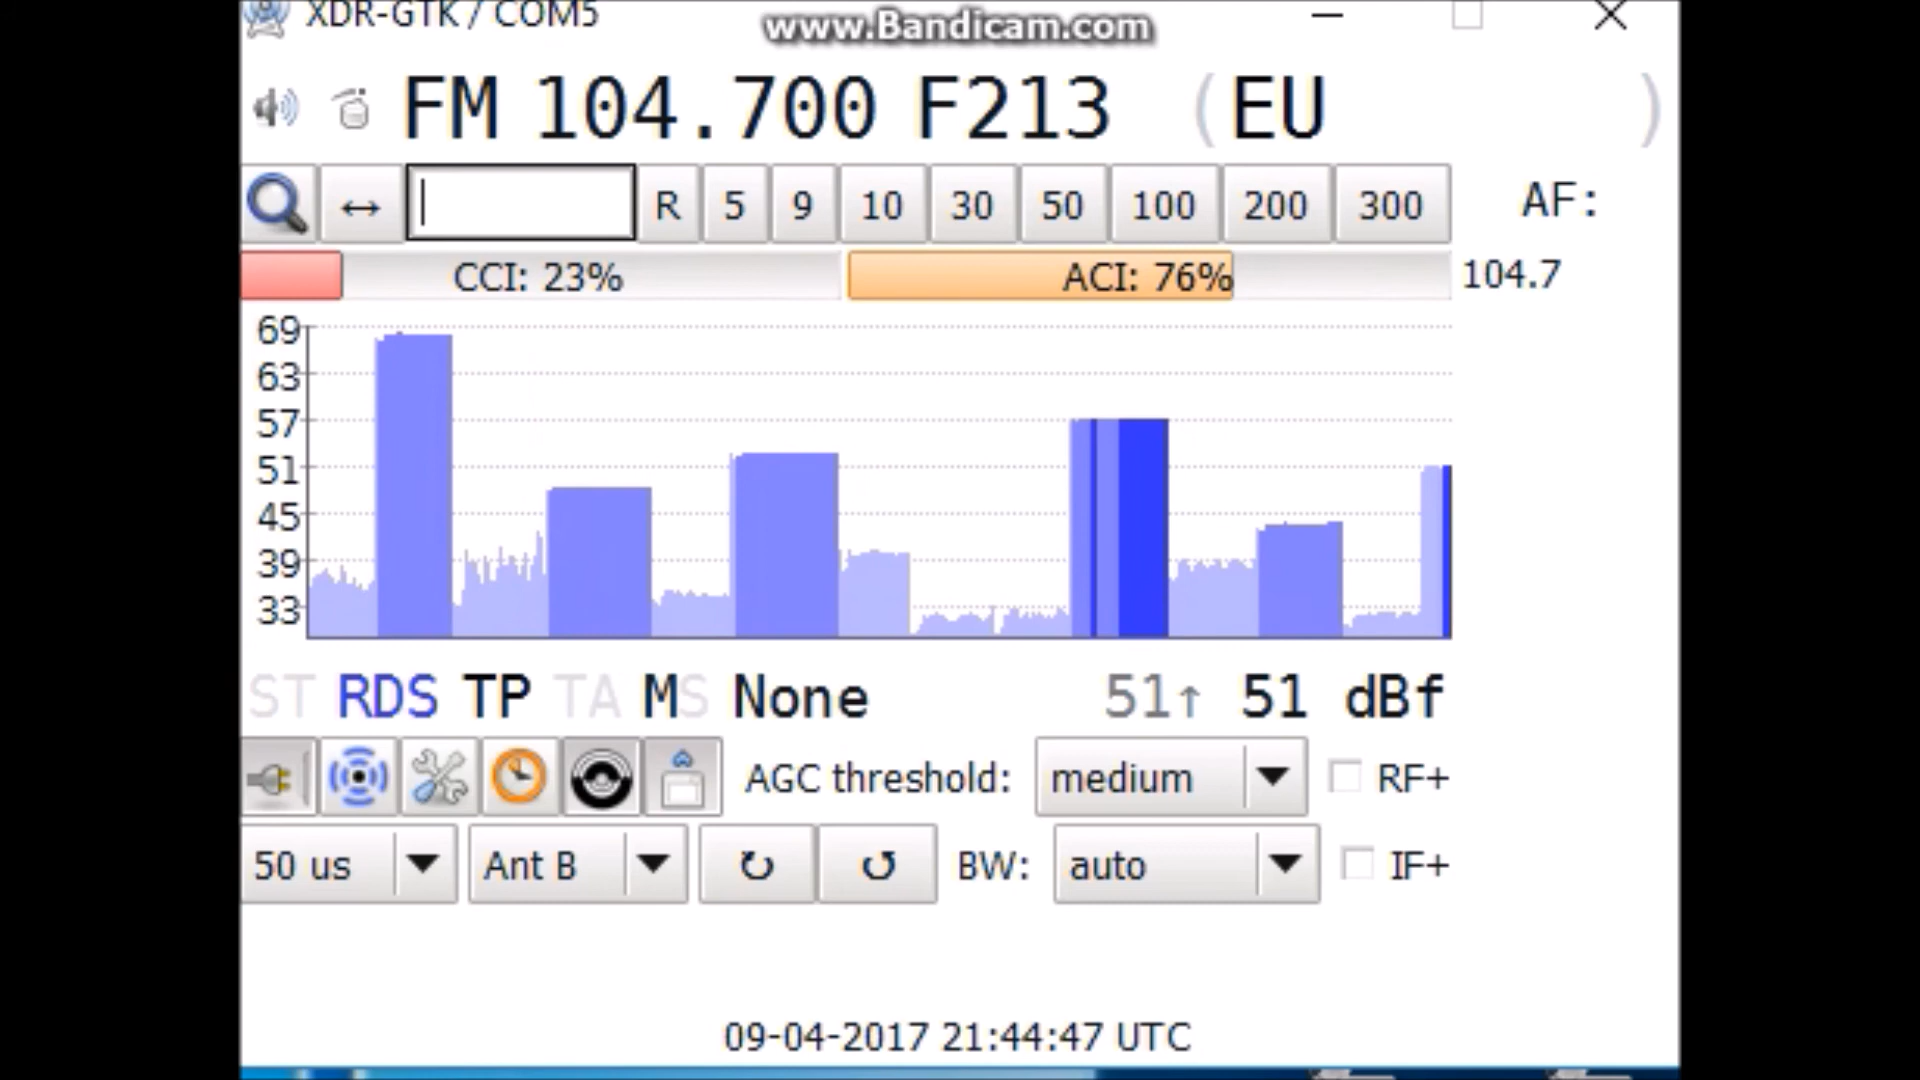 XDR-GTK / COM5
www.Bandicam.com
FM 104.700 F213 (EU )
R 5 9 10 30 50 100 200 300 AF:
CCI: 23% ACI: 76% 104.7
69
63
57
51
45
39
33
ST RDS TP TA MS None 51↑ 51 dBf
AGC threshold: medium RF+
50 us Ant B ↻ ↺ BW: auto IF+
09-04-2017 21:44:47 UTC